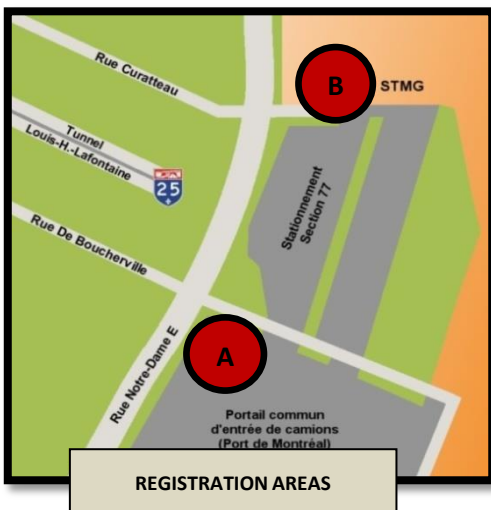 Rue Curatteau
B
STMG
Tunnel
Louis-H.-Lafontaine
25
Stationnement
Section 77
Rue De Boucherville
Rue Notre-Dame E
A
Portail commun
d'entrée de camions
(Port de Montréal)
REGISTRATION AREAS